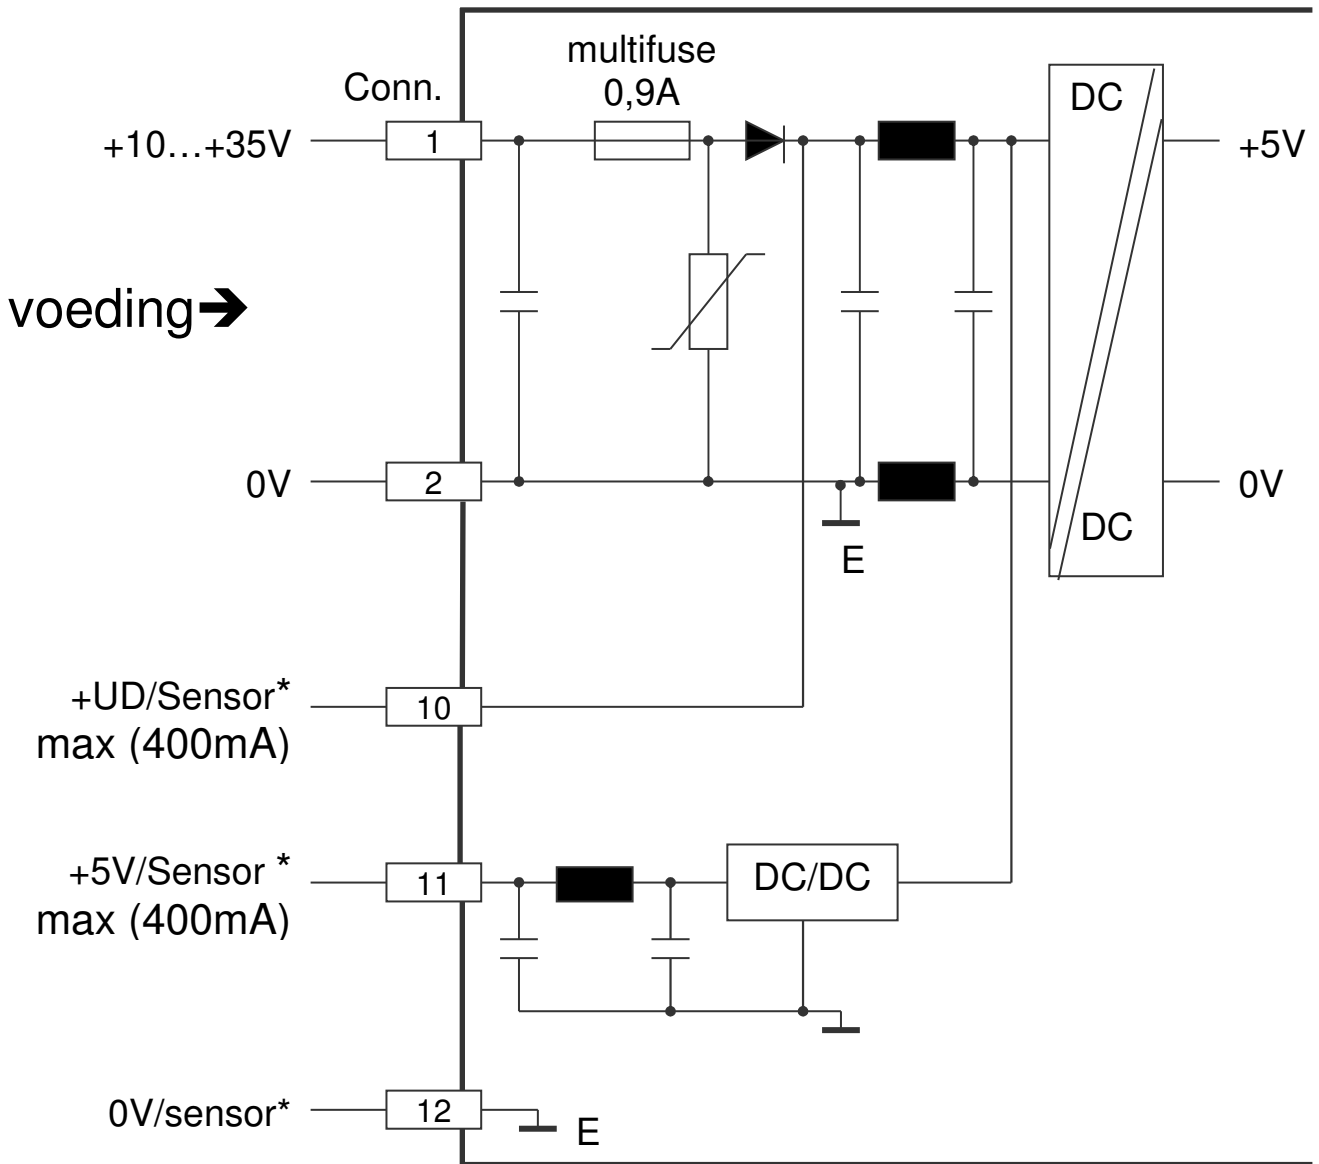 multifuse
0,9A
Conn.
DC
+10…+35V
1
+5V
voeding➔
0V
2
0V
DC
E
+UD/Sensor*
max (400mA)
10
+5V/Sensor *
max (400mA)
11
DC/DC
0V/sensor*
12
E